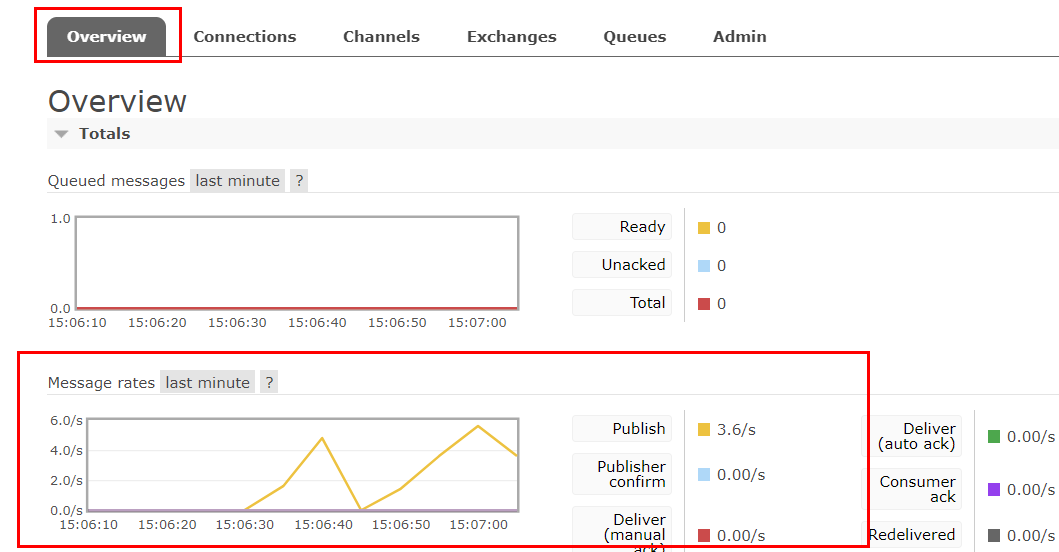 Overview Connections Channels Exchanges Queues Admin
Overview
Totals
Queued messages last minute ?
1.0
0.0
15:06:10 15:06:20 15:06:30 15:06:40 15:06:50 15:07:00
Ready 0
Unacked 0
Total 0
Message rates last minute ?
6.0/s
4.0/s
2.0/s
0.0/s
15:06:10 15:06:20 15:06:30 15:06:40 15:06:50 15:07:00
Publish 3.6/s
Publisher
confirm 0.00/s
Deliver
(manual
ack) 0.00/s
Deliver
(auto ack) 0.00/s
Consumer
ack 0.00/s
Redelivered 0.00/s